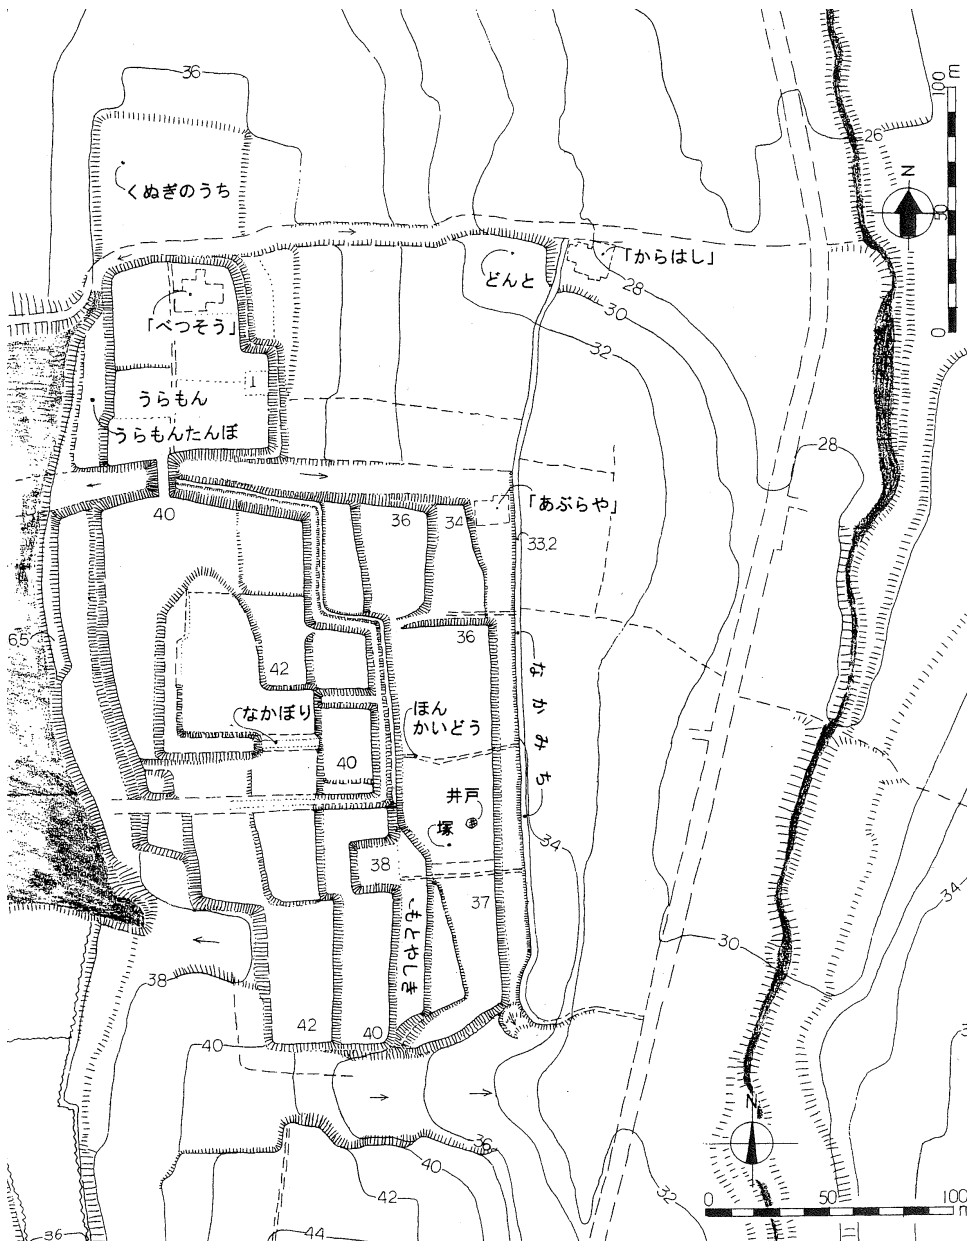 36
100
m
26
N
50
くぬぎのうち
「からはし」
どんと
28
30
0
「べつそう」
32
うらもん
うらもんたんぼ
28
40
36
34
「あぶらや」
33,2
36
65
42
なかみち
なかぼり
ほん
かいどう
40
井戸
塚
34
38
37
もとやしき
34
30
38
42
40
40
N
36
40
32
0
50
100
m
42
44
36